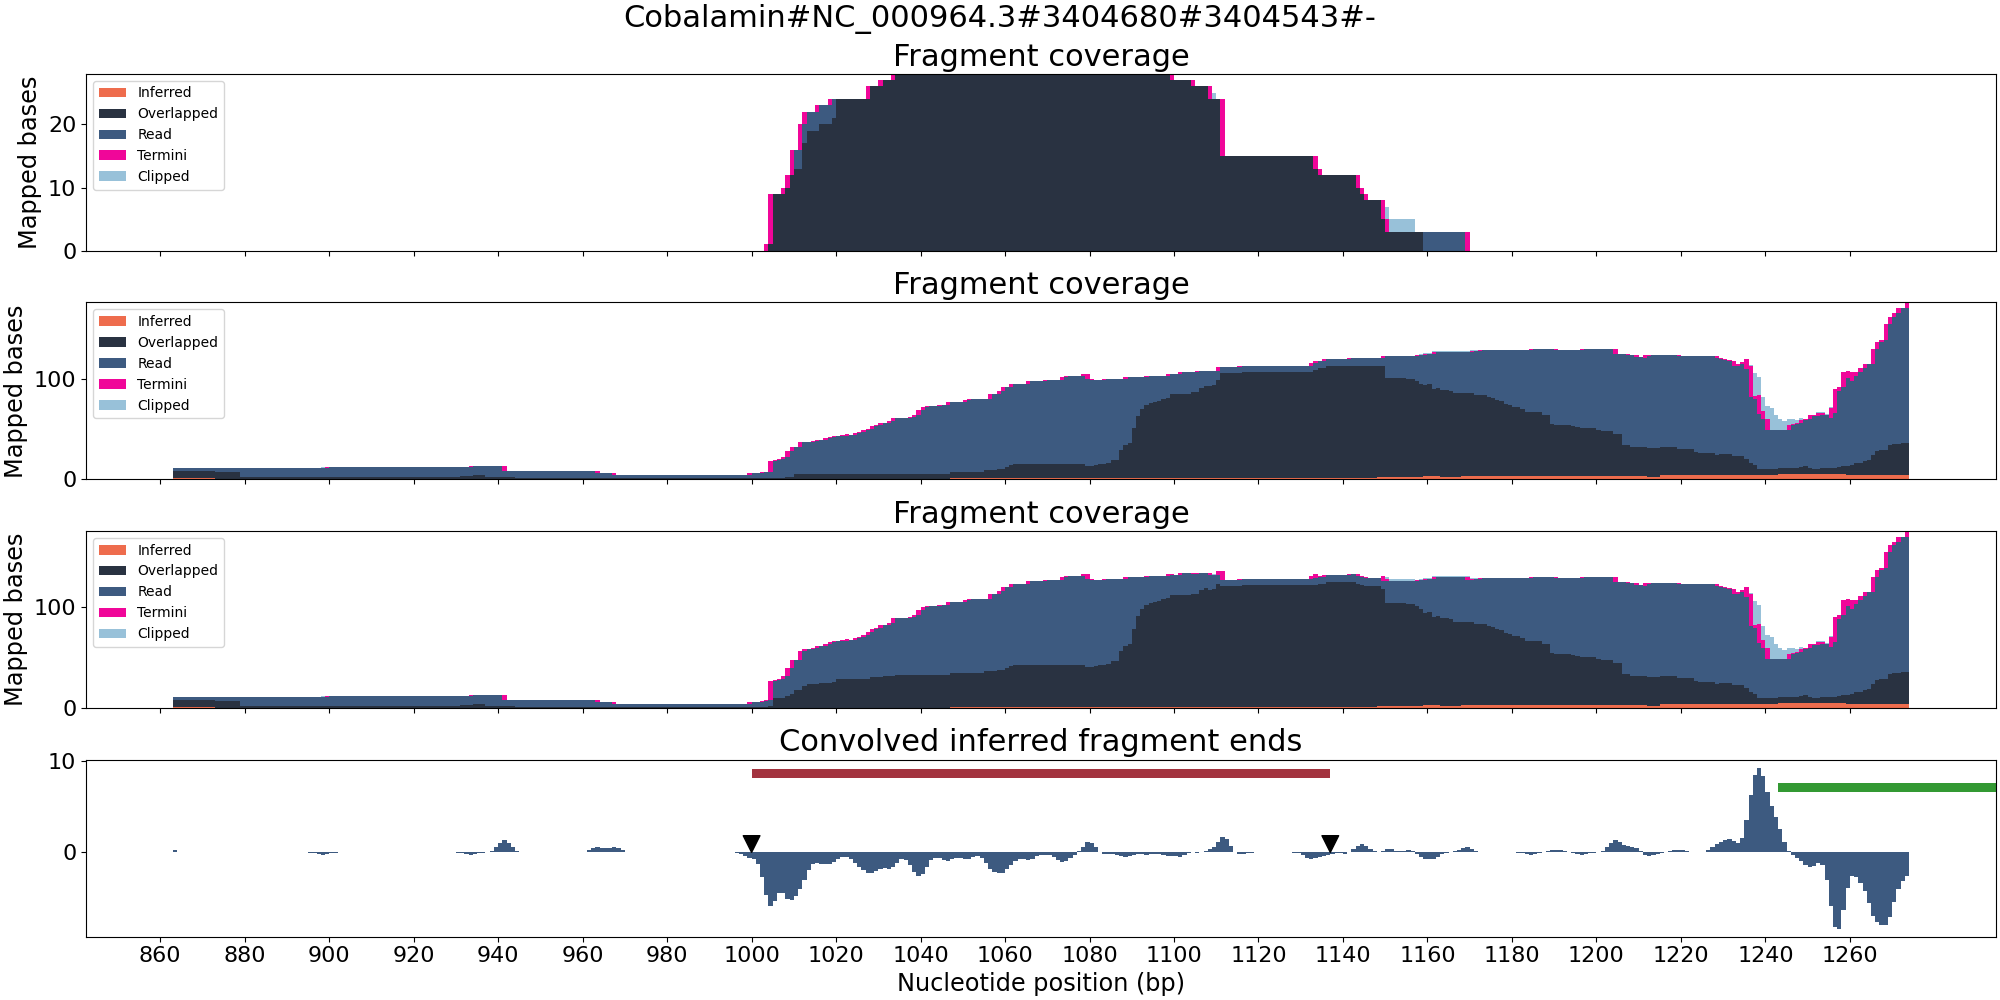 Cobalamin#NC_000964.3#3404680#3404543#-
Fragment coverage
Mapped bases
20
10
0
Inferred
Overlapped
Read
Termini
Clipped
Fragment coverage
Mapped bases
100
0
Inferred
Overlapped
Read
Termini
Clipped
Fragment coverage
Mapped bases
100
0
Inferred
Overlapped
Read
Termini
Clipped
Convolved inferred fragment ends
10
0
860 880 900 920 940 960 980 1000 1020 1040 1060 1080 1100 1120 1140 1160 1180 1200 1220 1240 1260
Nucleotide position (bp)